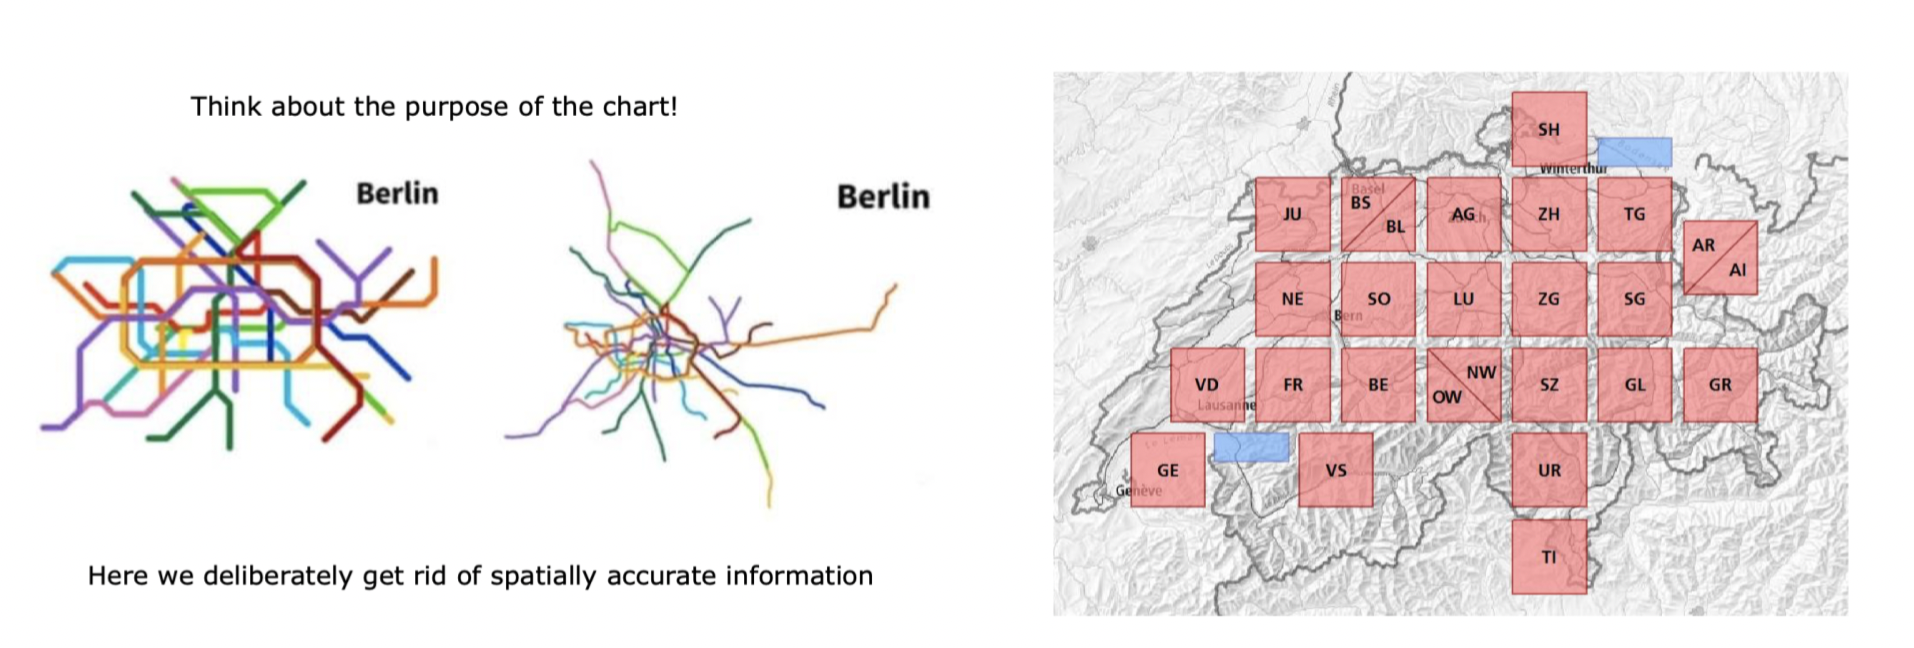 Think about the purpose of the chart!
Berlin
Berlin
Here we deliberately get rid of spatially accurate information
SH
Winterthur
Basel
JU
BS
BL
AG
ZH
TG
AR
AI
NE
SO
LU
ZG
SG
Bern
VD
FR
BE
NW
OW
SZ
GL
GR
Lausanne
GE
VS
UR
Genève
TI